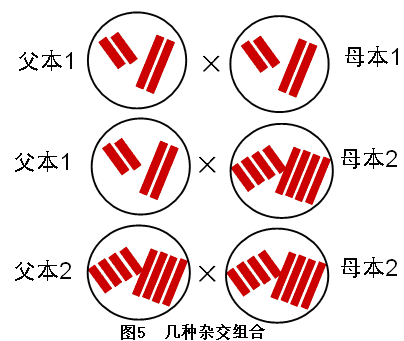 父本1 × 母本1
父本1 × 母本2
父本2 × 母本2
图5 几种杂交组合